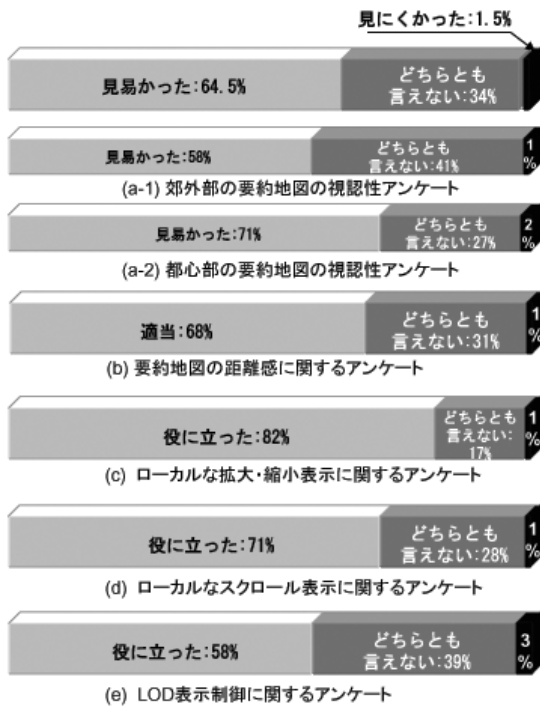 見にくかった:1.5%
見易かった:64.5%
どちらとも
言えない:34%
見易かった:58%
どちらとも
言えない:41%
1
%
(a-1) 郊外部の要約地図の視認性アンケート
見易かった:71%
どちらとも
言えない:27%
2
%
(a-2) 都心部の要約地図の視認性アンケート
適当:68%
どちらとも
言えない:31%
1
%
(b) 要約地図の距離感に関するアンケート
役に立った:82%
どちらとも
言えない:
17%
1
%
(c) ローカルな拡大・縮小表示に関するアンケート
役に立った:71%
どちらとも
言えない:28%
1
%
(d) ローカルなスクロール表示に関するアンケート
役に立った:58%
どちらとも
言えない:39%
3
%
(e) LOD表示制御に関するアンケート